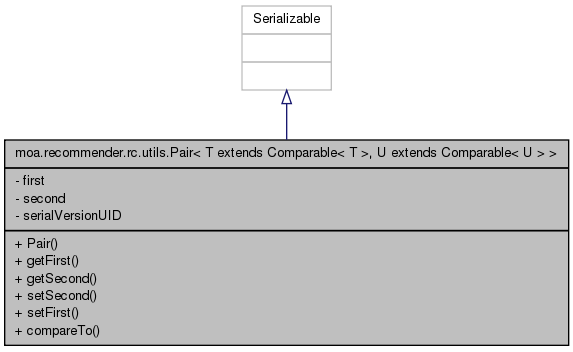 Serializable
moa.recommender.rc.utils.Pair< T extends Comparable< T >, U extends Comparable< U > >
- first
- second
- serialVersionUID
+ Pair()
+ getFirst()
+ getSecond()
+ setSecond()
+ setFirst()
+ compareTo()